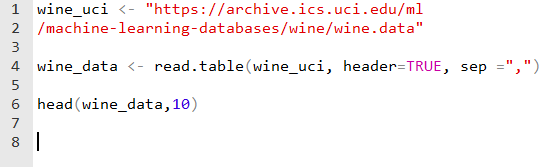 1 wine_uci <- "https://archive.ics.uci.edu/ml
2 /machine-learning-databases/wine/wine.data"
3
4 wine_data <- read.table(wine_uci, header=TRUE, sep =",")
5
6 head(wine_data,10)
7
8